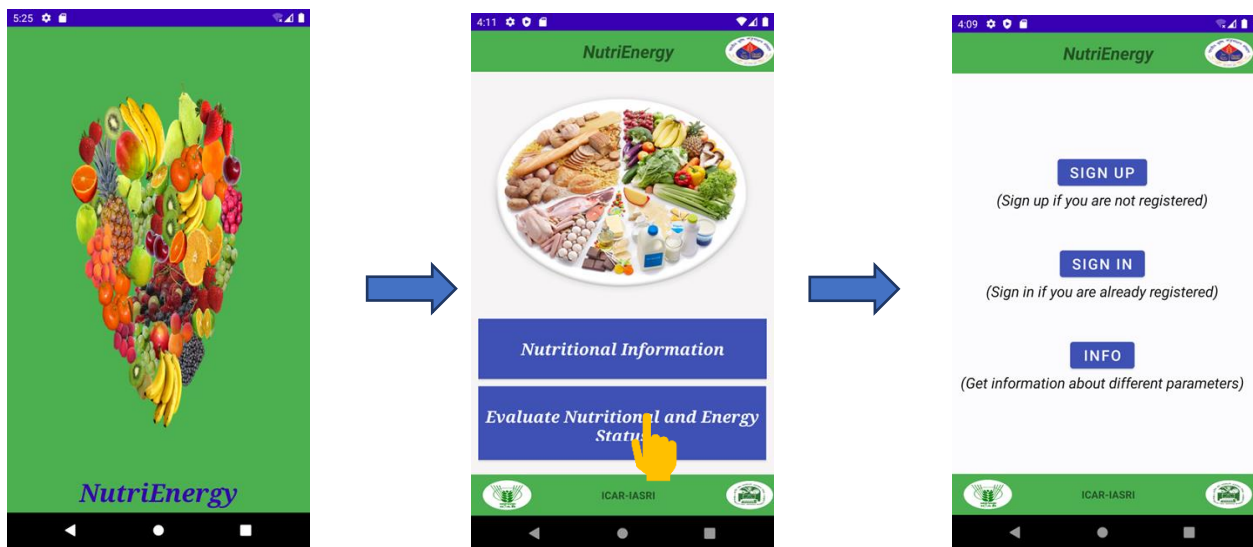 5:25
NutriEnergy
4:11
NutriEnergy
Nutritional Information
Evaluate Nutritional and Energy
Status
ICAR-IASRI
4:09
NutriEnergy
SIGN UP
(Sign up if you are not registered)
SIGN IN
(Sign in if you are already registered)
INFO
(Get information about different parameters)
ICAR-IASRI